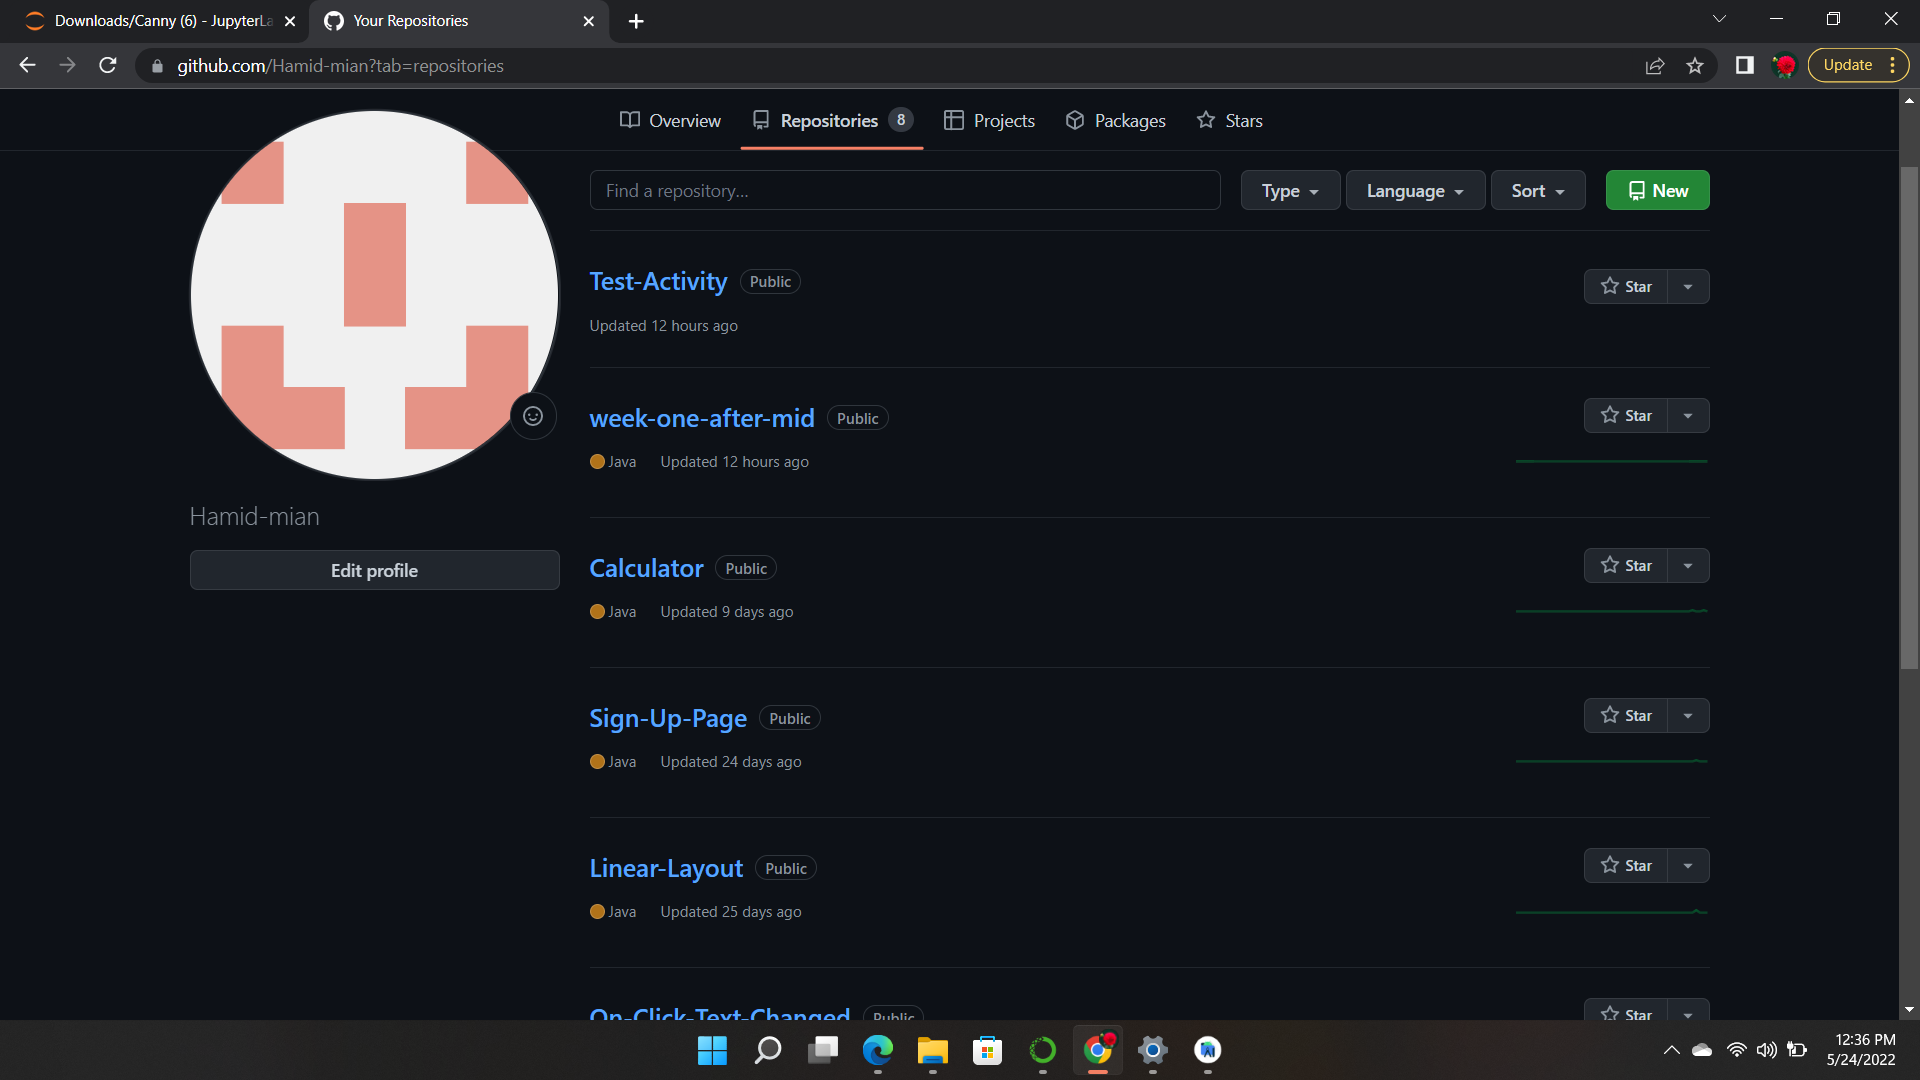 Downloads/Canny (6) - JupyterLa
Your Repositories
github.com/Hamid-mian?tab=repositories
Update
Overview
Repositories 8
Projects
Packages
Stars
Find a repository...
Type
Language
Sort
New
Test-Activity Public
Star
Updated 12 hours ago
week-one-after-mid Public
Star
Java Updated 12 hours ago
Hamid-mian
Edit profile
Calculator Public
Star
Java Updated 9 days ago
Sign-Up-Page Public
Star
Java Updated 24 days ago
Linear-Layout Public
Star
Java Updated 25 days ago
On-Click-Text-Changed Public
Star
12:36 PM
5/24/2022